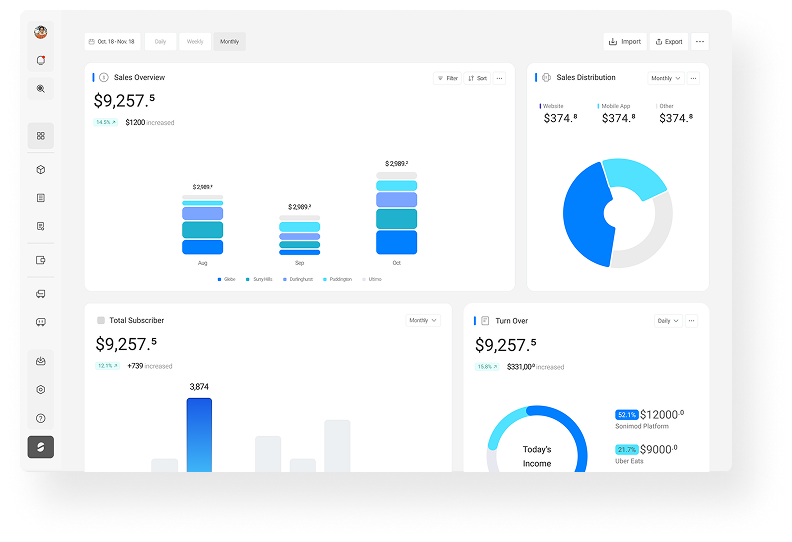 Oct. 18 - Nov. 18
Daily
Weekly
Monthly
Import
Export
Sales Overview
Filter
Sort
$9,257.⁵
14.5%
$1200 increased
$2,989.²
$2,989.²
Aug
Sep
Oct
Glebe
Surry Hills
Darlinghurst
Paddington
Ultimo
Sales Distribution
Monthly
Website
Mobile App
Other
$374.⁸
$374.⁸
$374.⁸
Total Subscriber
Monthly
$9,257.⁵
12.1%
+739 increased
3,874
Turn Over
Daily
$9,257.⁵
15.8%
$331,00⁰ increased
Today's
Income
52.1% $12000.⁰
Sonimod Platform
21.7% $9000.⁰
Uber Eats